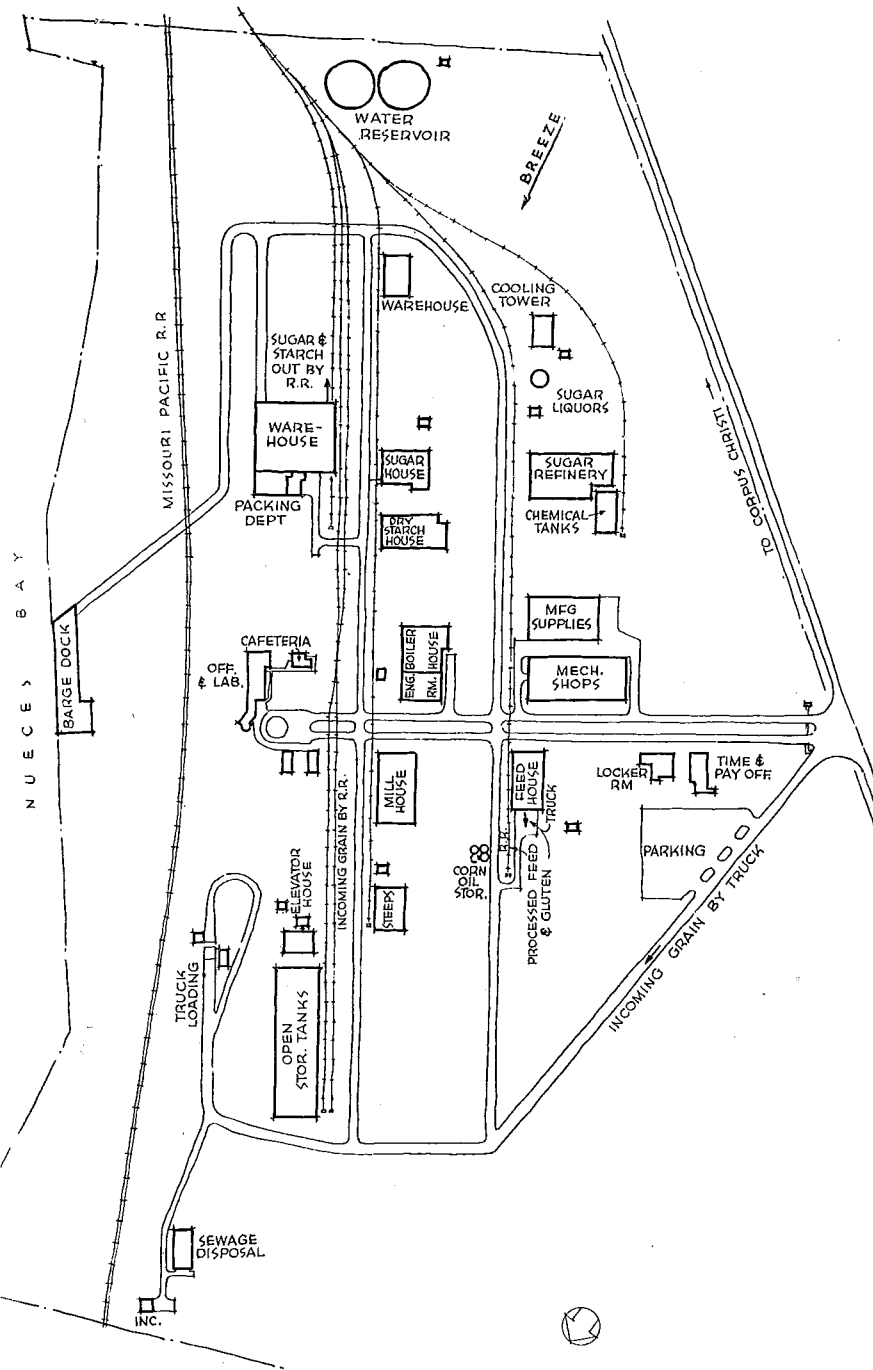 WATER
RESERVOIR
BREEZE
MISSOURI PACIFIC R.R
WAREHOUSE
COOLING
TOWER
SUGAR &
STARCH
OUT BY
R.R.
SUGAR
LIQUORS
WARE-
HOUSE
SUGAR
HOUSE
SUGAR
REFINERY
PACKING
DEPT
DRY
STARCH
HOUSE
CHEMICAL
TANKS
TO CORPUS CHRISTI
NUECES BAY
BARGE DOCK
CAFETERIA
OFF.
& LAB.
ENG.
RM.
BOILER
HOUSE
MFG
SUPPLIES
MECH.
SHOPS
MILL
HOUSE
FEED
HOUSE
LOCKER
RM
TIME &
PAY OFF.
INCOMING GRAIN BY R.R.
R.R.
TRUCK
PROCESSED FEED
& GLUTEN
CORN
OIL
STOR.
PARKING
INCOMING GRAIN BY TRUCK
ELEVATOR
HOUSE
STEEPS
TRUCK
LOADING
OPEN
STOR. TANKS
SEWAGE
DISPOSAL
INC.